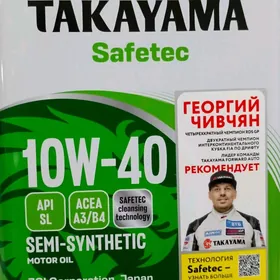 TAKAYAMA
Safetec
ГЕОРГИЙ
ЧИВЧЯН
ЧЕТЫРЕХКРАТНЫЙ ЧЕМПИОН RDS GP
ДВУКРАТНЫЙ ЧЕМПИОН
ИНТЕРКОНТИНЕНТАЛЬНОГО
КУБКА FIA ПО ДРИФТУ
ЛИДЕР КОМАНДЫ
TAKAYAMA FORWARD AUTO
РЕКОМЕНДУЕТ
10W-40
API
SL
ACEA
A3/B4
SAFETEC
cleansing
technology
SEMI-SYNTHETIC
MOTOR OIL
TAKAYAMA
ТЕХНОЛОГИЯ
Safetec –
УЗНАТЬ БОЛЬШЕ
Corporation, Japan